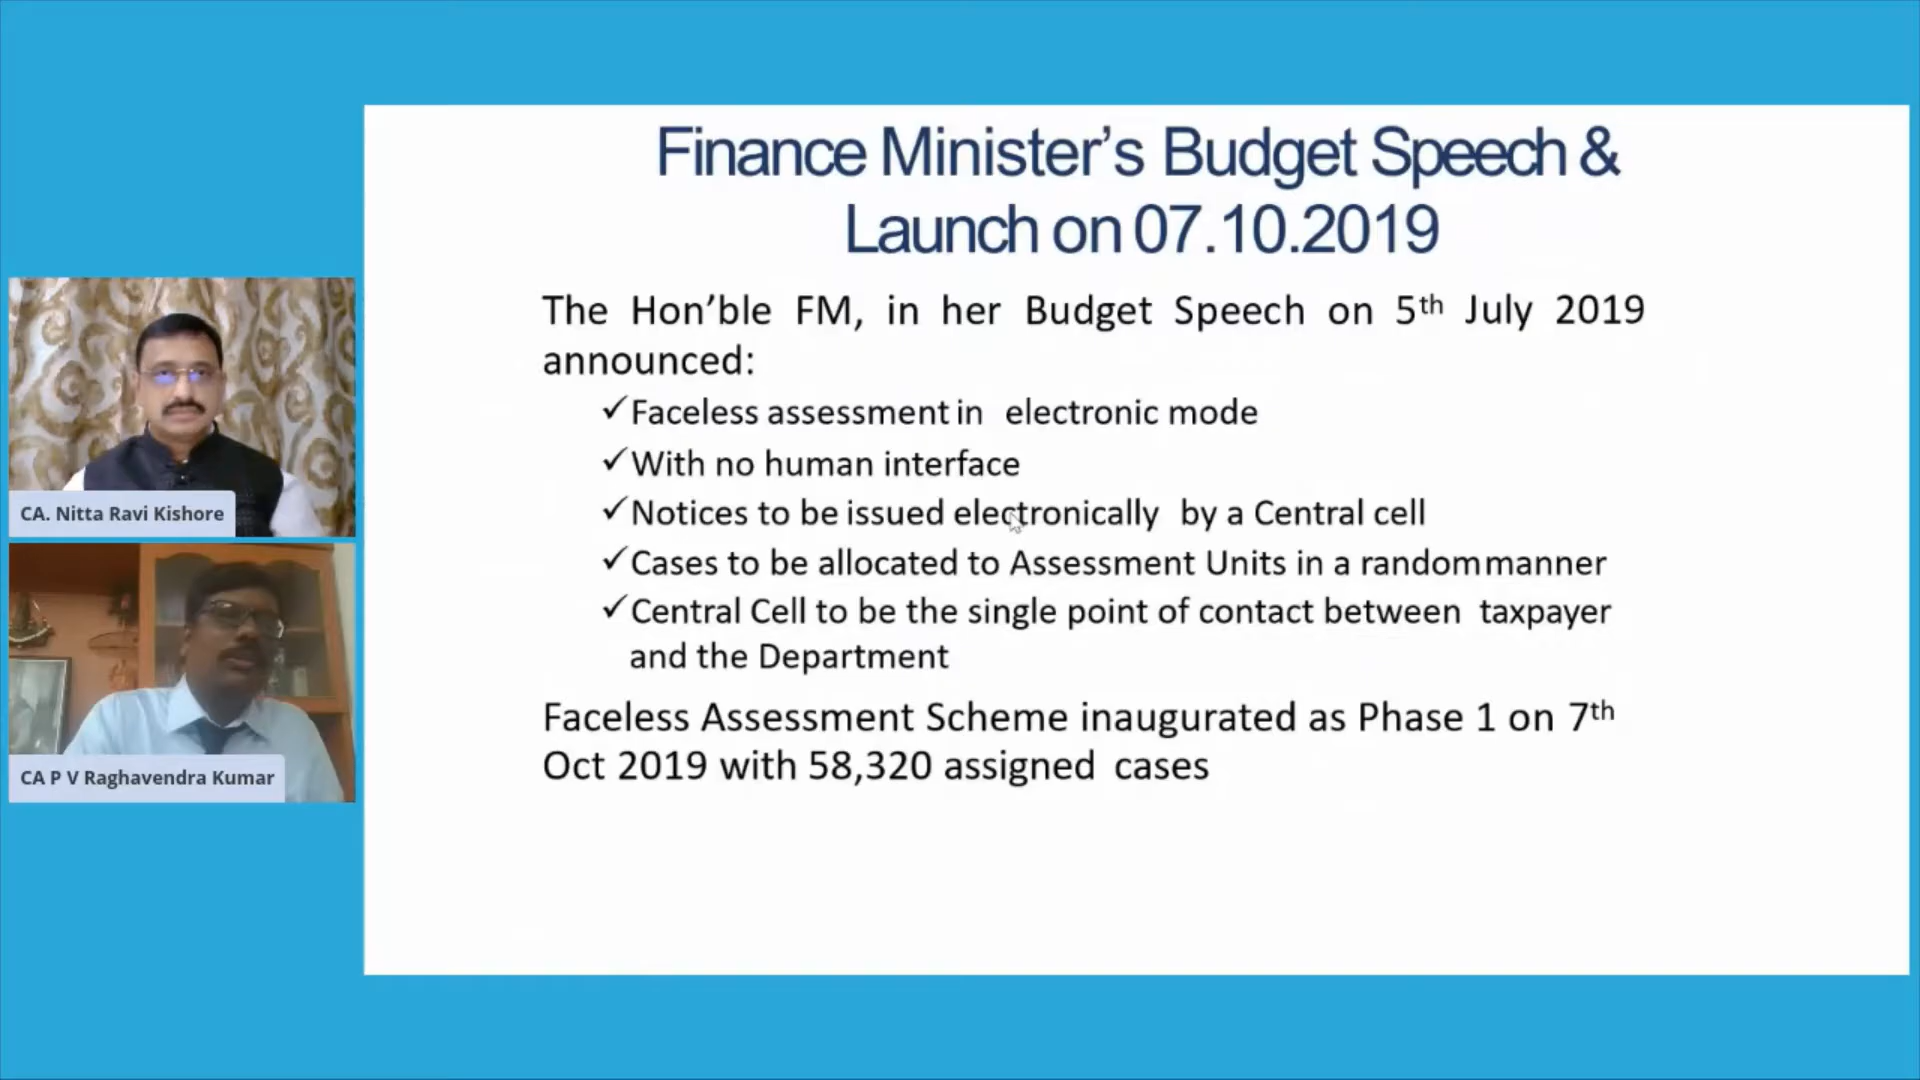 Finance Minister's Budget Speech &
Launch on 07.10.2019
The Hon'ble FM, in her Budget Speech on 5th July 2019
announced:
✓Faceless assessment in electronic mode
✓With no human interface
✓Notices to be issued electronically by a Central cell
✓Cases to be allocated to Assessment Units in a random manner
✓Central Cell to be the single point of contact between taxpayer
and the Department
Faceless Assessment Scheme inaugurated as Phase 1 on 7th
Oct 2019 with 58,320 assigned cases
CA. Nitta Ravi Kishore
CA P V Raghavendra Kumar